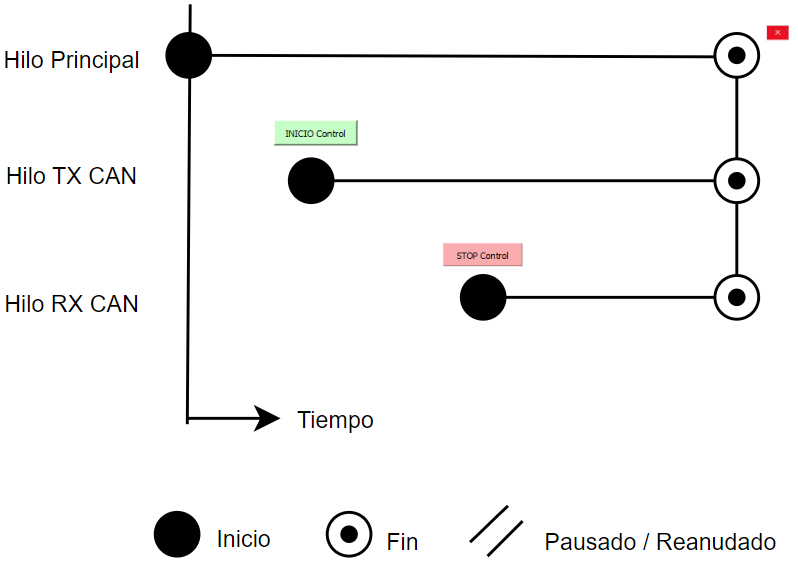 Hilo Principal
×
INICIO Control
Hilo TX CAN
STOP Control
Hilo RX CAN
Tiempo
Inicio
Fin
Pausado / Reanudado